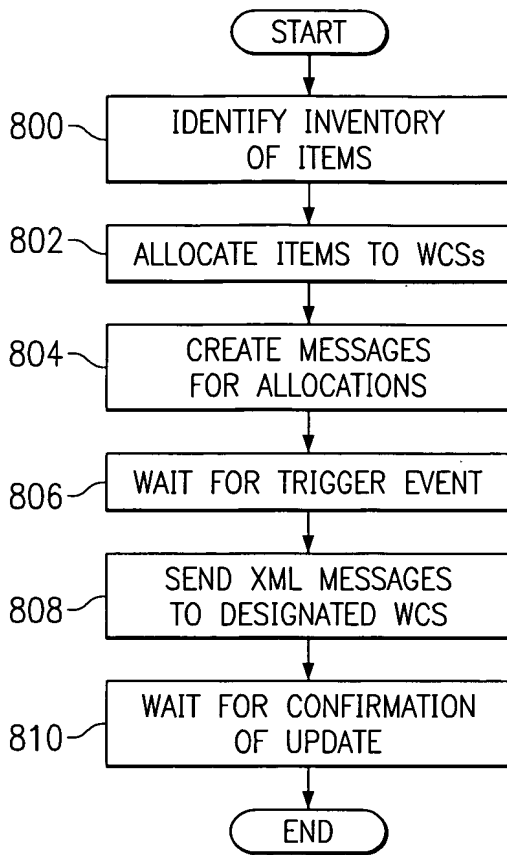 START
800
IDENTIFY INVENTORY
OF ITEMS
802
ALLOCATE ITEMS TO WCSs
804
CREATE MESSAGES
FOR ALLOCATIONS
806
WAIT FOR TRIGGER EVENT
808
SEND XML MESSAGES
TO DESIGNATED WCS
810
WAIT FOR CONFIRMATION
OF UPDATE
END